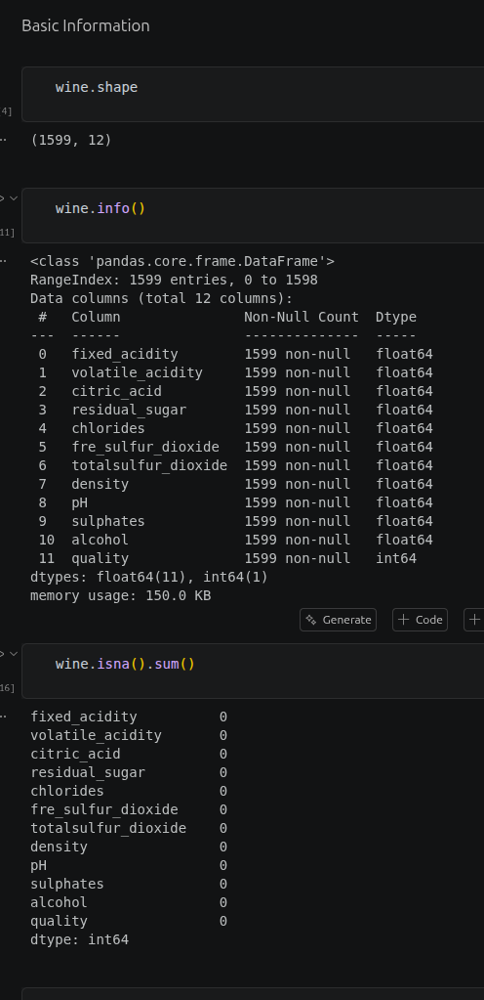 Basic Information
wine.shape
4]
(1599, 12)
wine.info()
11]
<class 'pandas.core.frame.DataFrame'>
RangeIndex: 1599 entries, 0 to 1598
Data columns (total 12 columns):
 #   Column              Non-Null Count  Dtype
---  ------              --------------  -----
 0   fixed_acidity       1599 non-null   float64
 1   volatile_acidity    1599 non-null   float64
 2   citric_acid         1599 non-null   float64
 3   residual_sugar      1599 non-null   float64
 4   chlorides           1599 non-null   float64
 5   fre_sulfur_dioxide  1599 non-null   float64
 6   totalsulfur_dioxide 1599 non-null   float64
 7   density             1599 non-null   float64
 8   pH                  1599 non-null   float64
 9   sulphates           1599 non-null   float64
 10  alcohol             1599 non-null   float64
 11  quality             1599 non-null   int64
dtypes: float64(11), int64(1)
memory usage: 150.0 KB
Generate + Code +
wine.isna().sum()
16]
fixed_acidity          0
volatile_acidity       0
citric_acid            0
residual_sugar         0
chlorides              0
fre_sulfur_dioxide     0
totalsulfur_dioxide    0
density                0
pH                     0
sulphates              0
alcohol                0
quality                0
dtype: int64